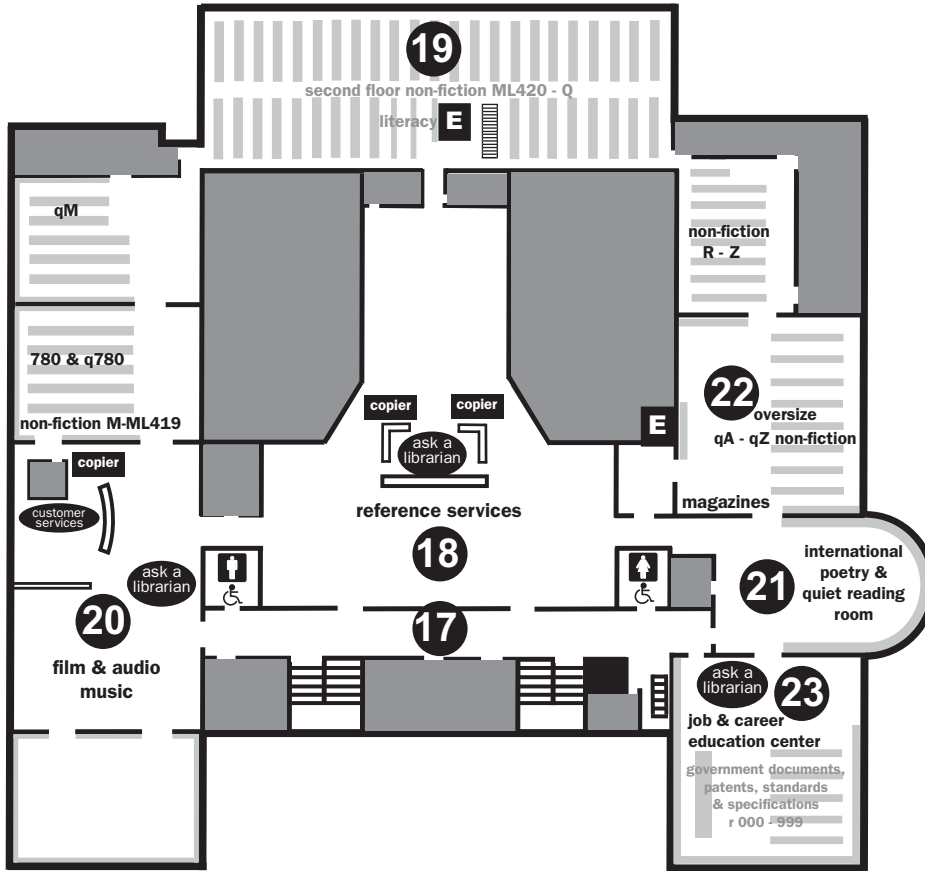 19
second floor non-fiction ML420 - Q
literacy
E
qM
non-fiction
R - Z
780 & q780
non-fiction M-ML419
copier
copier
22
oversize
qA - qZ non-fiction
E
ask a
librarian
copier
customer
services
magazines
reference services
18
ask a
librarian
international
poetry &
quiet reading
room
21
20
17
film & audio
music
ask a
librarian
23
job & career
education center
government documents,
patents, standards
& specifications
r 000 - 999